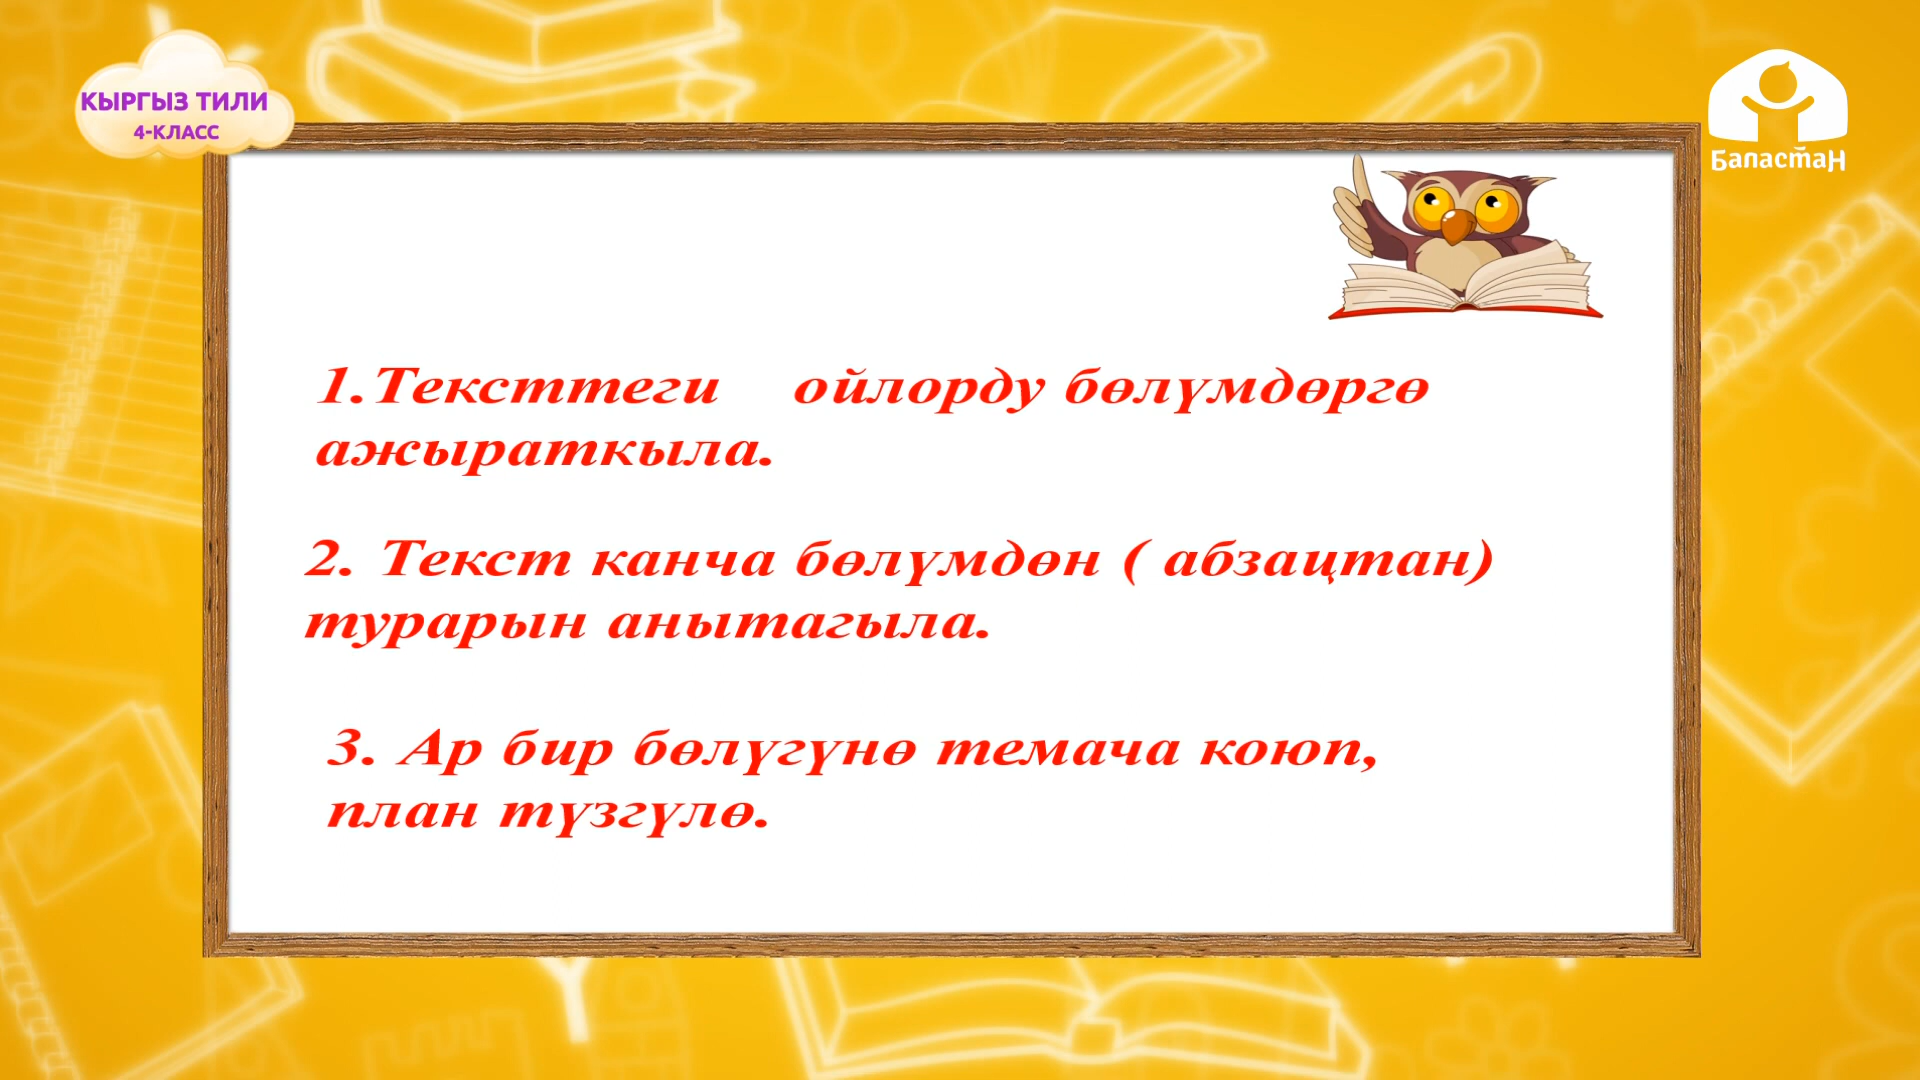 КЫРГЫЗ ТИЛИ
4-КЛАСС
Баластан
1.Тексттеги ойлорду бөлүмдөргө
ажыраткыла.
2. Текст канча бөлүмдөн ( абзацтан)
турарын анытагыла.
3. Ар бир бөлүгүнө темача коюп,
план түзгүлө.